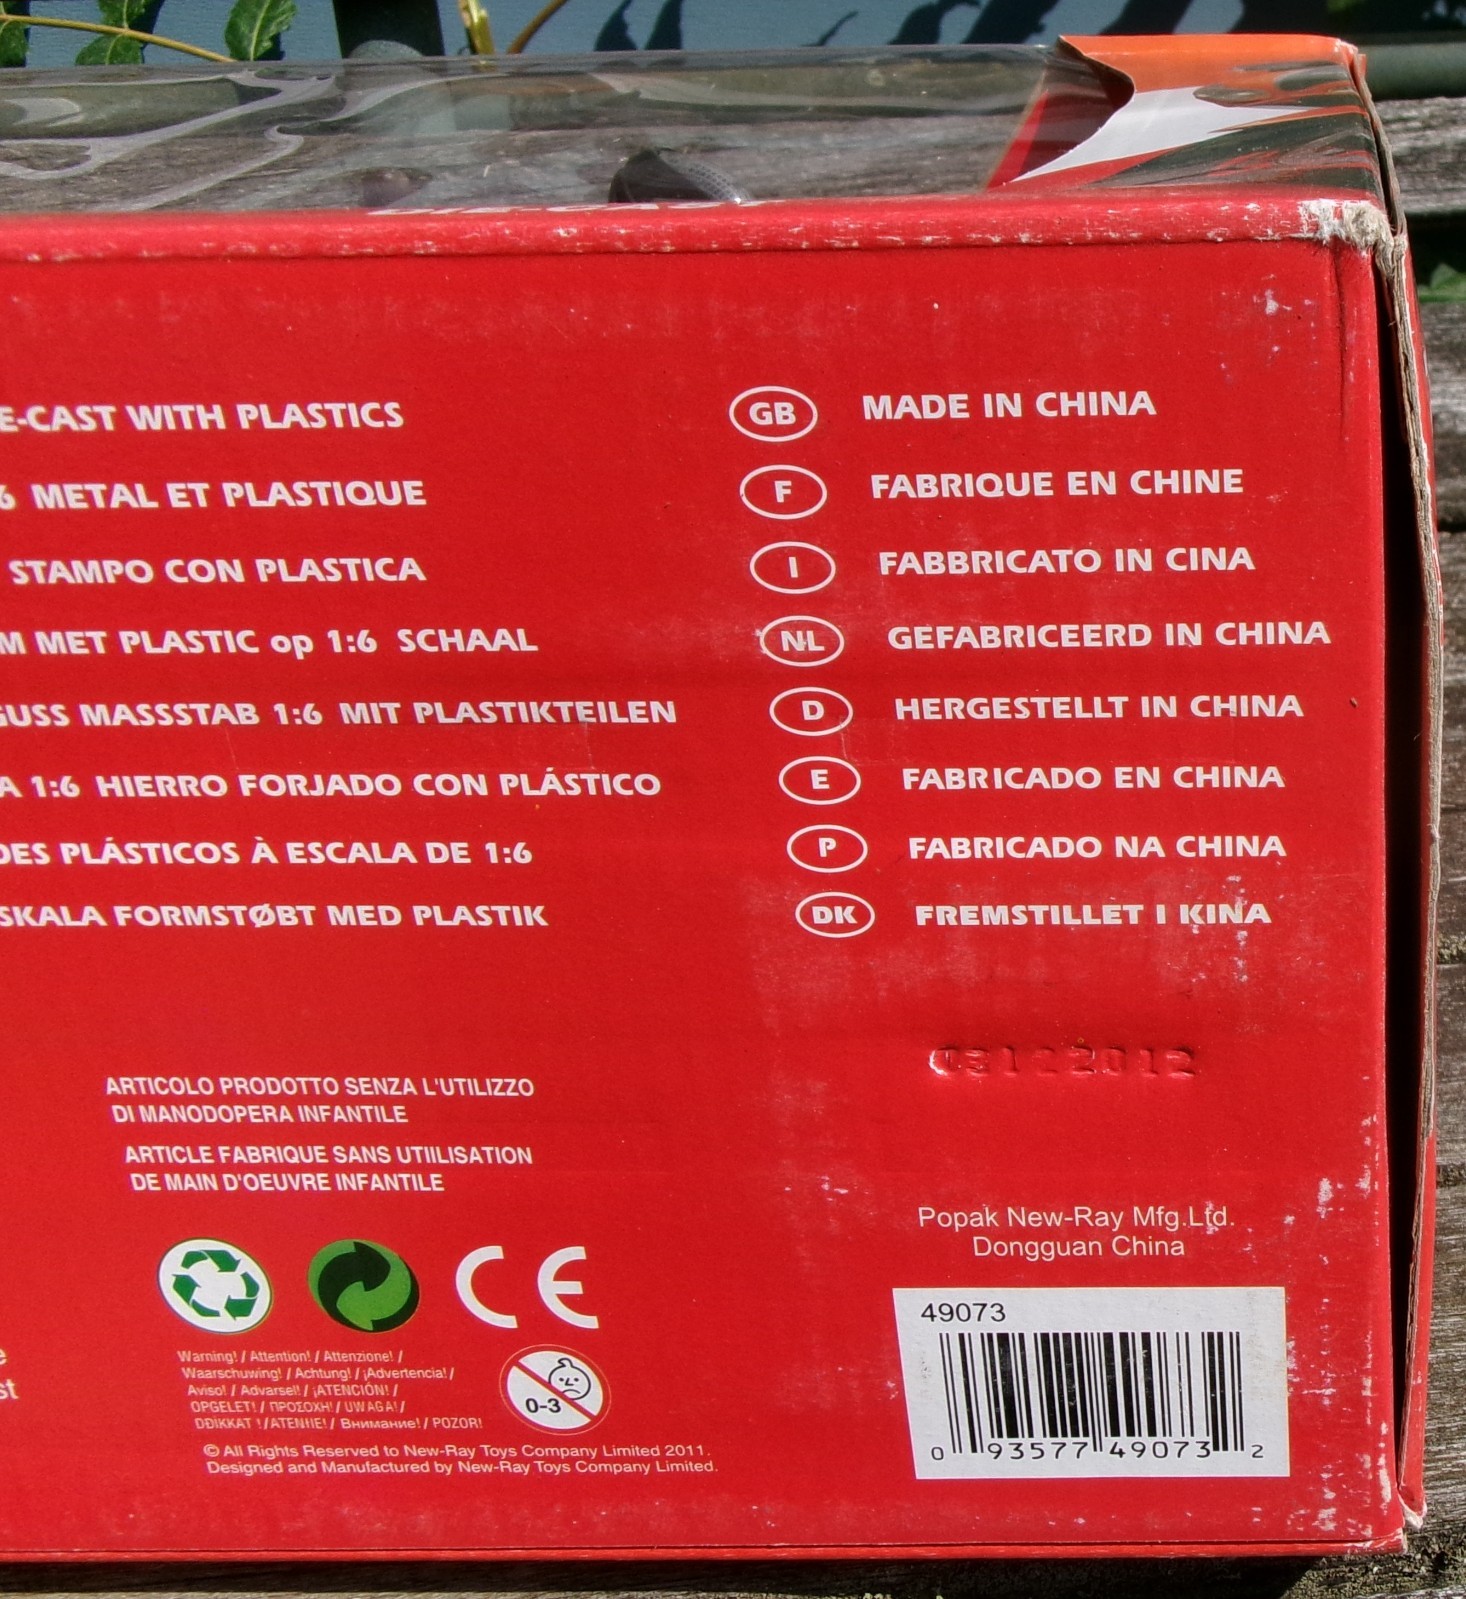 E-CAST WITH PLASTICS
6 METAL ET PLASTIQUE
STAMPO CON PLASTICA
M MET PLASTIC op 1:6 SCHAAL
GUSS MASSSTAB 1:6 MIT PLASTIKTEILEN
A 1:6 HIERRO FORJADO CON PLÁSTICO
DES PLÁSTICOS À ESCALA DE 1:6
SKALA FORMSTØBT MED PLASTIK
GB MADE IN CHINA
F FABRIQUE EN CHINE
I FABBRICATO IN CINA
NL GEFABRICEERD IN CHINA
D HERGESTELLT IN CHINA
E FABRICADO EN CHINA
P FABRICADO NA CHINA
DK FREMSTILLET I KINA
03122012
ARTICOLO PRODOTTO SENZA L'UTILIZZO
DI MANODOPERA INFANTILE
ARTICLE FABRIQUE SANS UTIILISATION
DE MAIN D'OEUVRE INFANTILE
CE
Warning! / Attention! / Attenzione! /
Waarschuwing! / Achtung! / ¡Advertencia! /
Aviso! / Advarsel! / ¡ATENCIÓN! /
OPGELET! / ΠΡΟΣΟΧΗ! / UWAGA! /
DDİKKAT ! / ATENIIE! / Внимание! / POZOR!
0-3
© All Rights Reserved to New-Ray Toys Company Limited 2011.
Designed and Manufactured by New-Ray Toys Company Limited.
Popak New-Ray Mfg.Ltd.
Dongguan China
49073
0 93577 49073 2